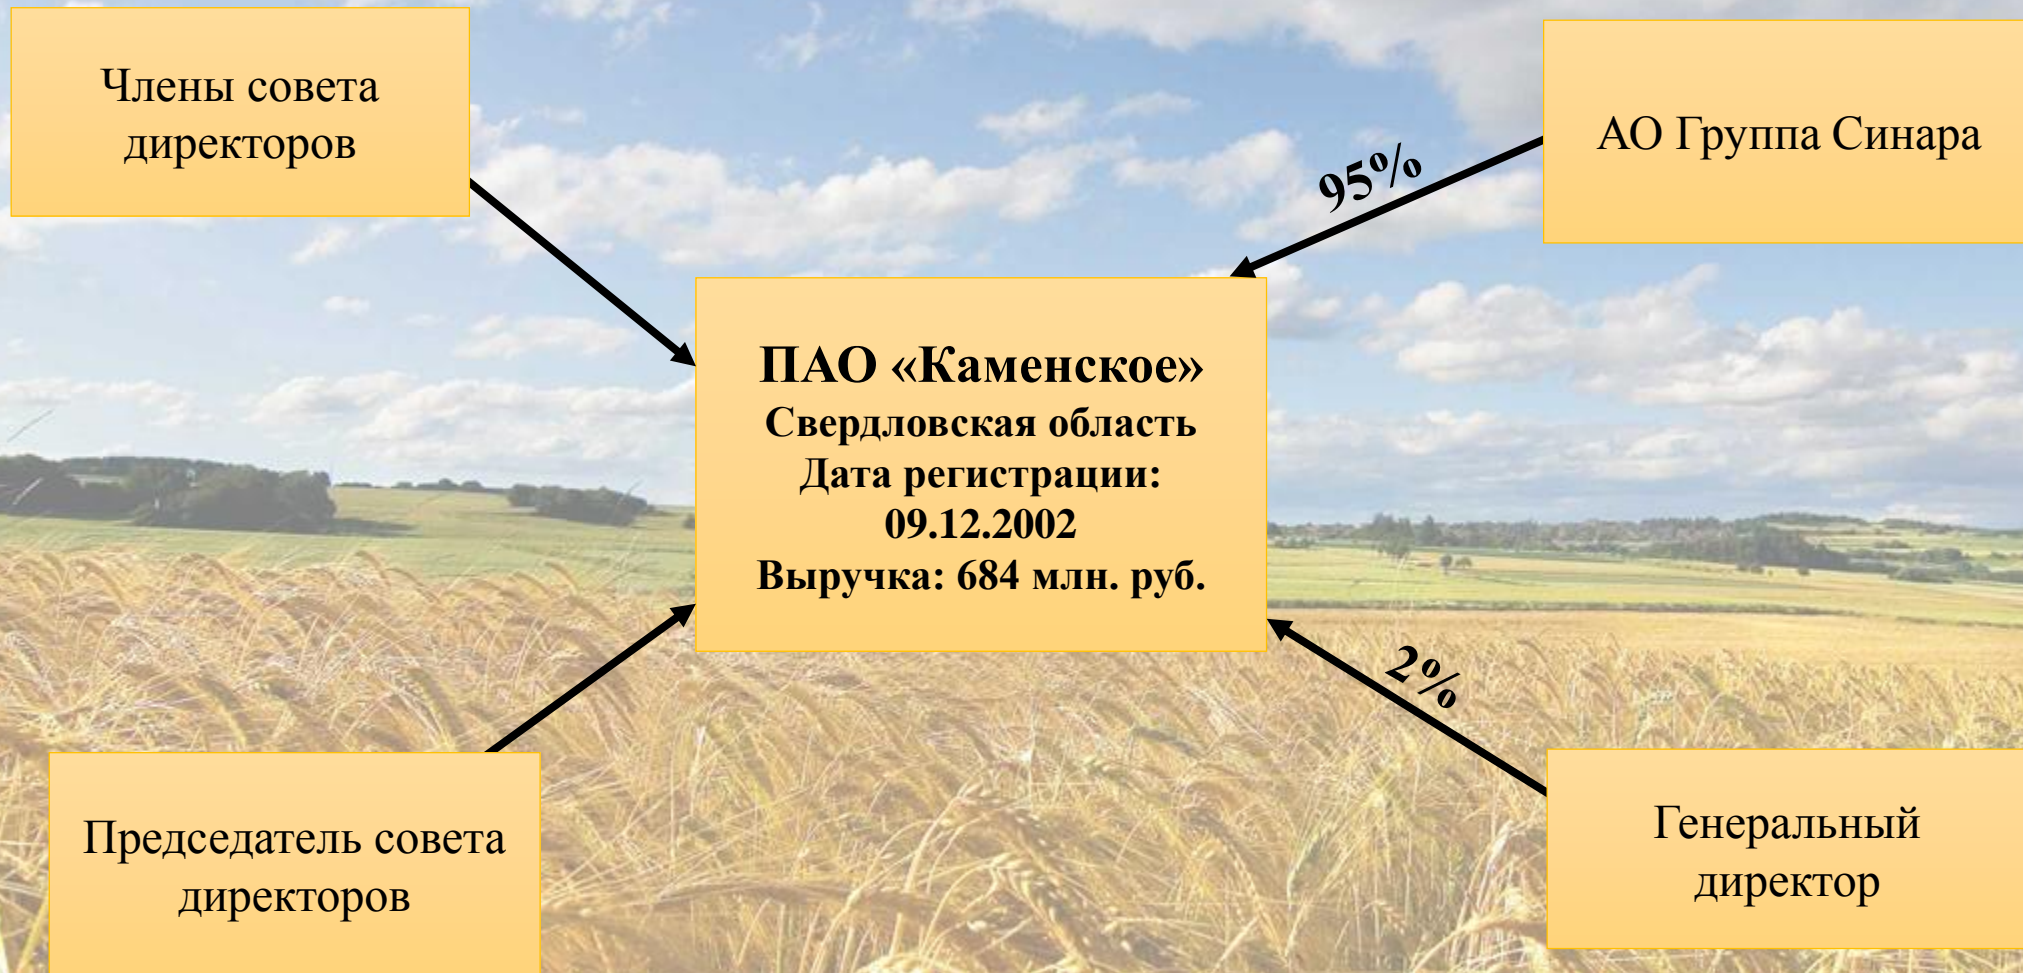 Члены совета
директоров
АО Группа Синара
95%
ПАО «Каменское»
Свердловская область
Дата регистрации:
09.12.2002
Выручка: 684 млн. руб.
2%
Председатель совета
директоров
Генеральный
директор